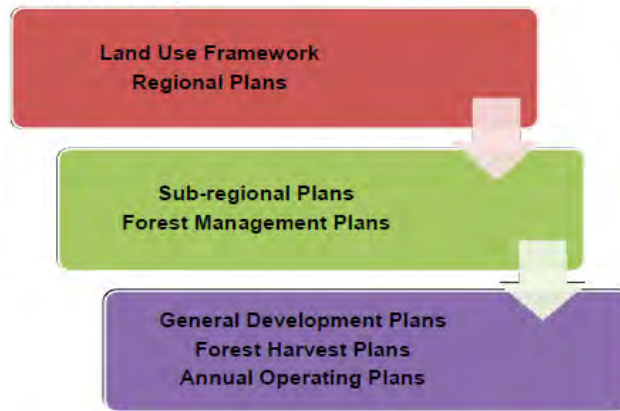 Land Use Framework
Regional Plans
Sub-regional Plans
Forest Management Plans
General Development Plans
Forest Harvest Plans
Annual Operating Plans